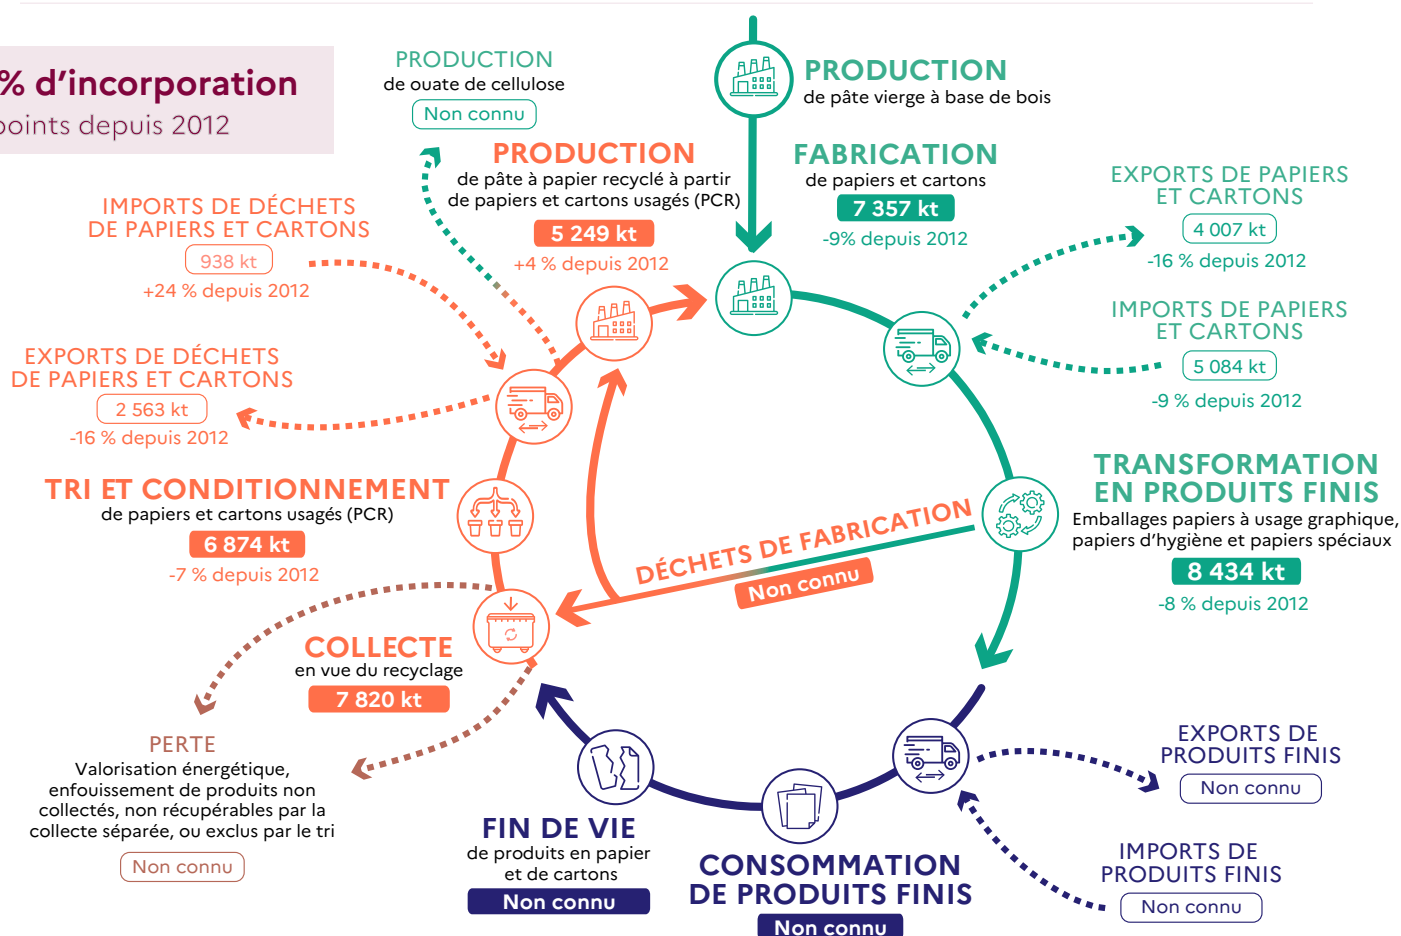 % d’incorporation
points depuis 2012
PRODUCTION
de ouate de cellulose
Non connu
PRODUCTION
de pâte vierge à base de bois
PRODUCTION
de pâte à papier recyclé à partir
de papiers et cartons usagés (PCR)
5 249 kt
+4 % depuis 2012
FABRICATION
de papiers et cartons
7 357 kt
-9% depuis 2012
EXPORTS DE PAPIERS
ET CARTONS
4 007 kt
-16 % depuis 2012
IMPORTS DE PAPIERS
ET CARTONS
5 084 kt
-9 % depuis 2012
IMPORTS DE DÉCHETS
DE PAPIERS ET CARTONS
938 kt
+24 % depuis 2012
EXPORTS DE DÉCHETS
DE PAPIERS ET CARTONS
2 563 kt
-16 % depuis 2012
TRI ET CONDITIONNEMENT
de papiers et cartons usagés (PCR)
6 874 kt
-7 % depuis 2012
TRANSFORMATION
EN PRODUITS FINIS
Emballages papiers à usage graphique,
papiers d’hygiène et papiers spéciaux
8 434 kt
-8 % depuis 2012
DÉCHETS DE FABRICATION
Non connu
COLLECTE
en vue du recyclage
7 820 kt
PERTE
Valorisation énergétique,
enfouissement de produits non
collectés, non récupérables par la
collecte séparée, ou exclus par le tri
Non connu
FIN DE VIE
de produits en papier
et de cartons
Non connu
CONSOMMATION
DE PRODUITS FINIS
Non connu
EXPORTS DE
PRODUITS FINIS
Non connu
IMPORTS DE
PRODUITS FINIS
Non connu